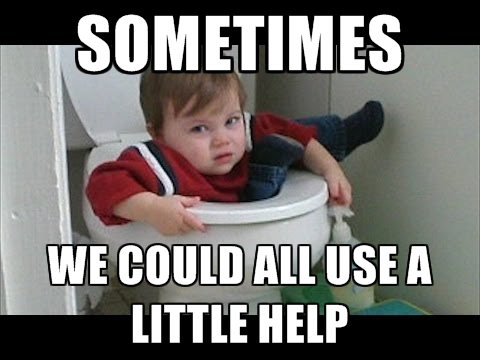 SOMETIMES
WE COULD ALL USE A
LITTLE HELP